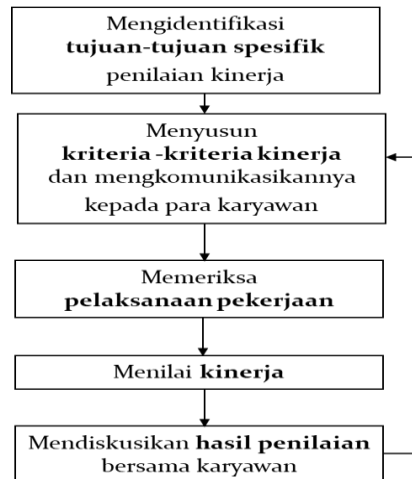 Mengidentifikasi
tujuan-tujuan spesifik
penilaian kinerja
Menyusun
kriteria -kriteria kinerja
dan mengkomunikasikannya
kepada para karyawan
Memeriksa
pelaksanaan pekerjaan
Menilai kinerja
Mendiskusikan hasil penilaian
bersama karyawan